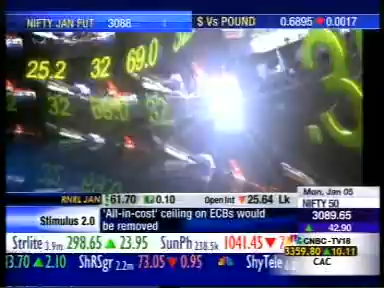 NIFTY JAN FUT 3088 $ Vs POUND 0.6895 ▼0.0017
25.2 32 69.0
32
RNRL JAN 61.70 0.10 Open Int ▼25.64 Lk
Mon, Jan 05
NIFTY 50
3089.65
▲ 42.90
Stimulus 2.0
'All-in-cost' ceiling on ECBs would
be removed
Strlite 3.9m 298.65 ▲ 23.95 SunPh 238.5k 1041.45 ▼
CNBC-TV18
3359.80 ▲10.11
CAC
3.70 ▲ 2.10 ShRSgr 2.2m 73.05 ▼ 0.95 ShyTele